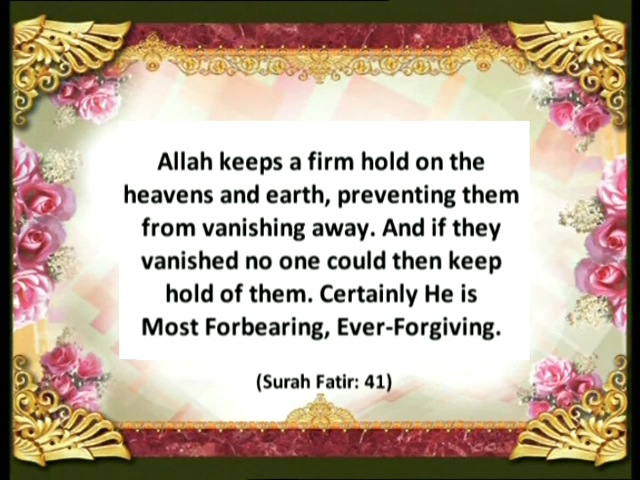 Allah keeps a firm hold on the
heavens and earth, preventing them
from vanishing away. And if they
vanished no one could then keep
hold of them. Certainly He is
Most Forbearing, Ever-Forgiving.
(Surah Fatir: 41)